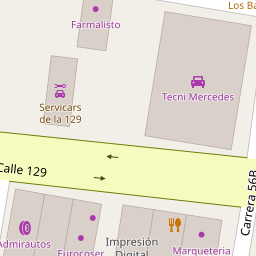 Los Ba
Farmalisto
Tecni Mercedes
Servicars
de la 129
Calle 129
Carrera 56B
Admirautos
Eurocoser
Impresión
Digital
Marqueteria